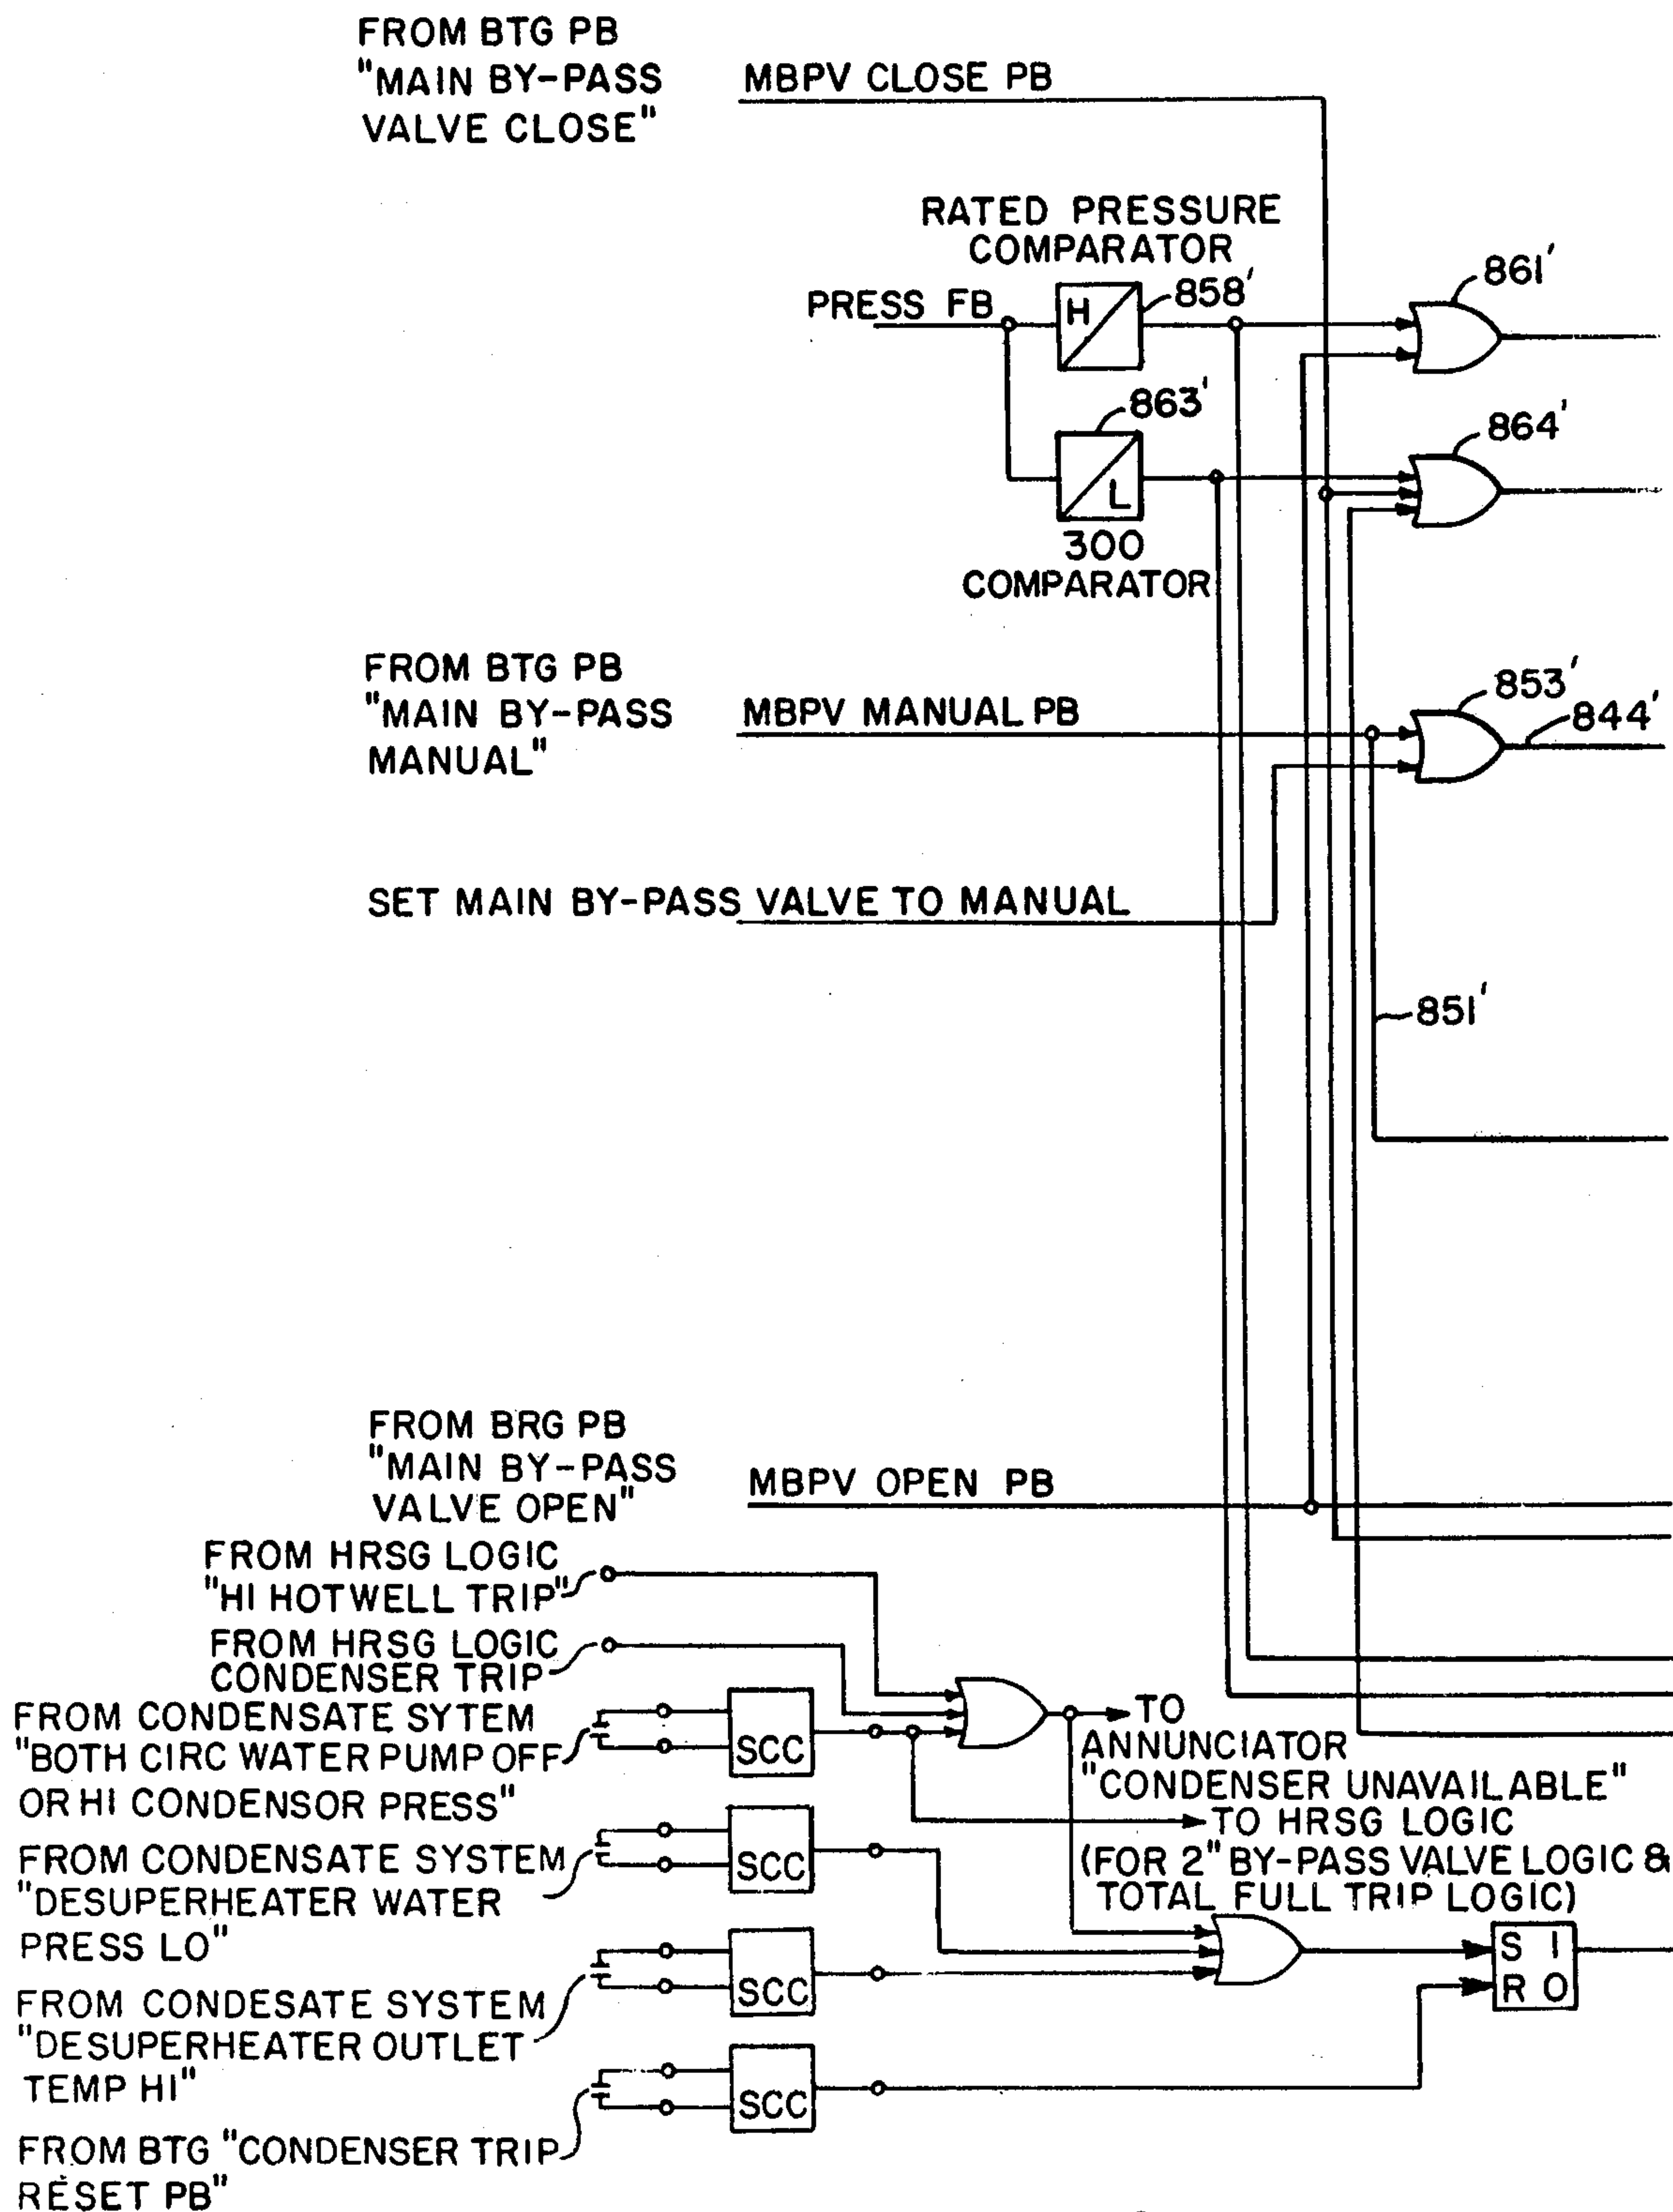 FROM BTG PB
"MAIN BY-PASS
VALVE CLOSE"
MBPV CLOSE PB
RATED PRESSURE
COMPARATOR
PRESS FB
H
858'
861'
863'
L
864'
300
COMPARATOR
FROM BTG PB
"MAIN BY-PASS
MANUAL"
MBPV MANUAL PB
853'
844'
SET MAIN BY-PASS VALVE TO MANUAL
851'
FROM BRG PB
"MAIN BY-PASS
VALVE OPEN"
MBPV OPEN PB
FROM HRSG LOGIC
"HI HOTWELL TRIP"
FROM HRSG LOGIC
CONDENSER TRIP
FROM CONDENSATE SYTEM
"BOTH CIRC WATER PUMP OFF
OR HI CONDENSOR PRESS"
SCC
TO
ANNUNCIATOR
"CONDENSER UNAVAILABLE"
TO HRSG LOGIC
(FOR 2" BY-PASS VALVE LOGIC &
TOTAL FULL TRIP LOGIC)
FROM CONDENSATE SYSTEM
"DESUPERHEATER WATER
PRESS LO"
SCC
S I
R O
FROM CONDESATE SYSTEM
"DESUPERHEATER OUTLET
TEMP HI"
SCC
FROM BTG "CONDENSER TRIP
RESET PB"
SCC